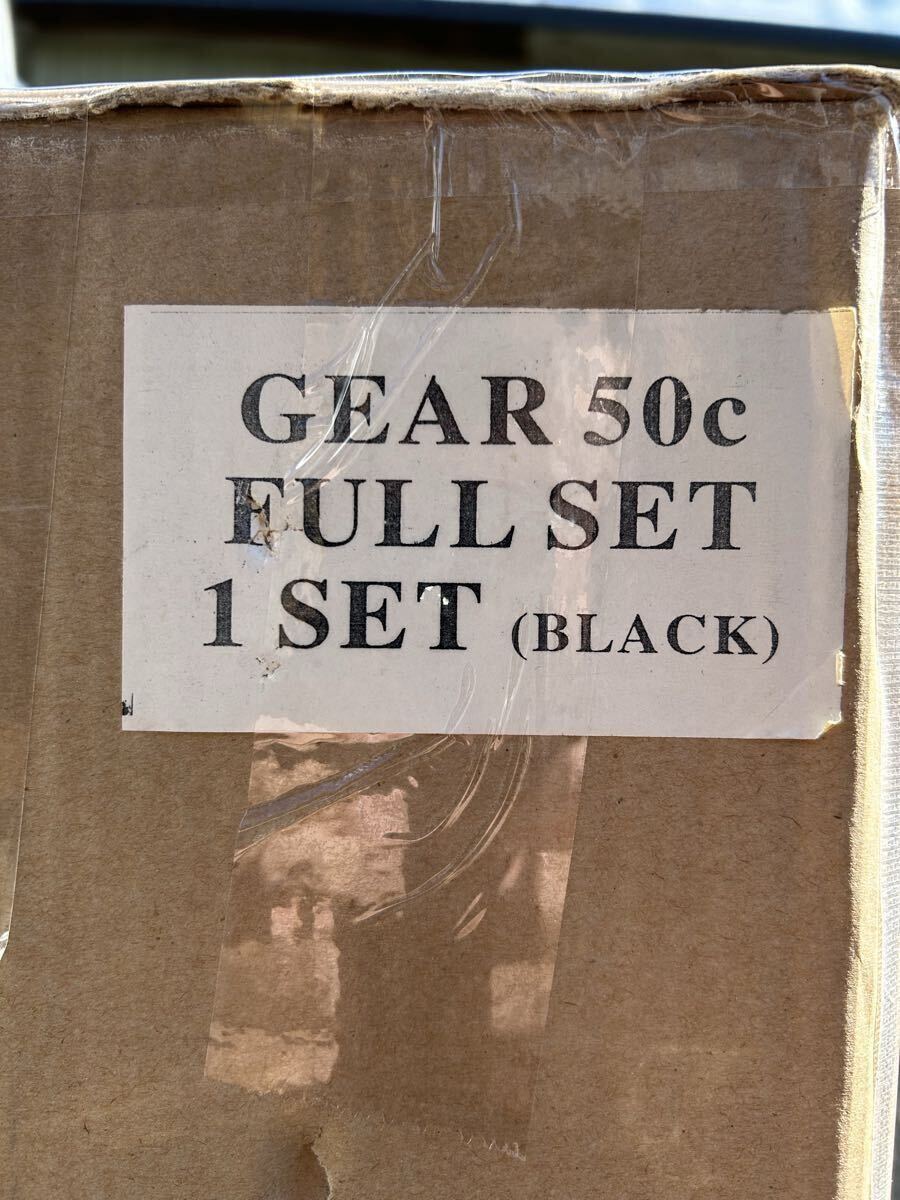 GEAR 50c
FULL SET
1 SET (BLACK)